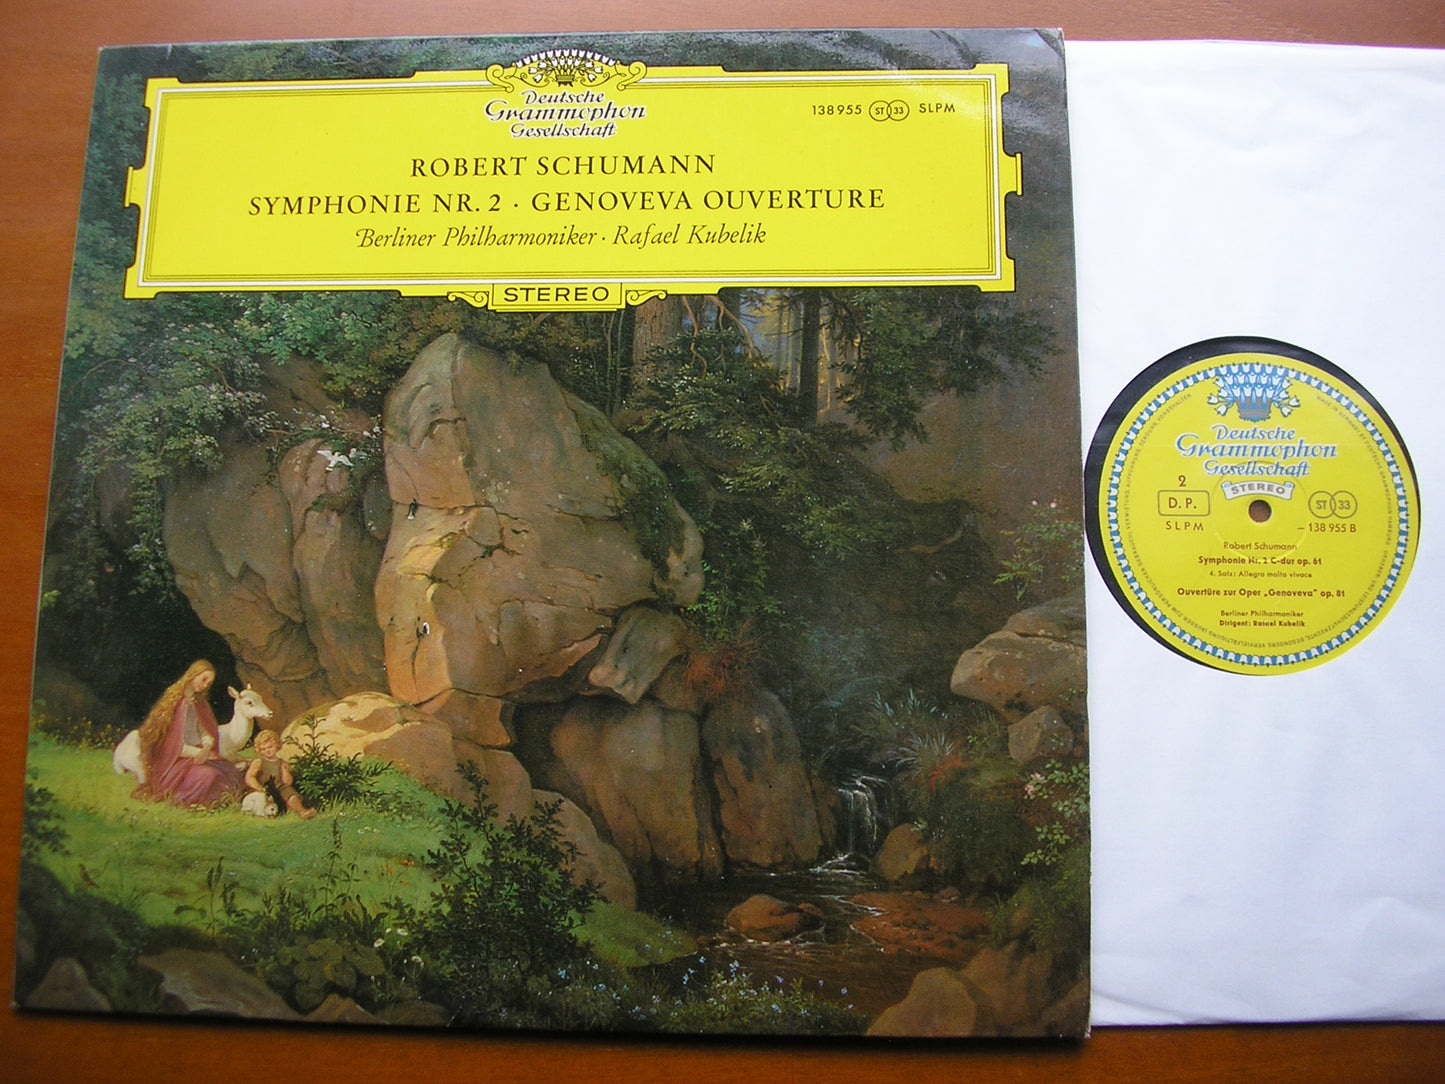 Deutsche
Grammophon
Gesellschaft
138 955 ST 33 SLPM
ROBERT SCHUMANN
SYMPHONIE NR. 2 · GENOVEVA OUVERTURE
Berliner Philharmoniker · Rafael Kubelik
STEREO
Deutsche
Grammophon
Gesellschaft
STEREO
2
D. P.
SLPM
ST 33
138 955 B
Robert Schumann
Symphonie Nr. 2 C-dur op. 61
4. Satz: Allegro molto vivace
Ouvertüre zur Oper „Genoveva" op. 81
Berliner Philharmoniker
Dirigent: Rafael Kubelik